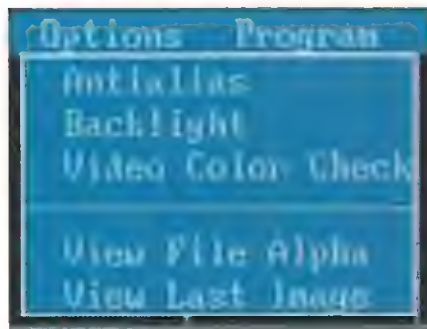 Options Program
Antialias
Backlight
Video Color Check
View File Alpha
View Last Image